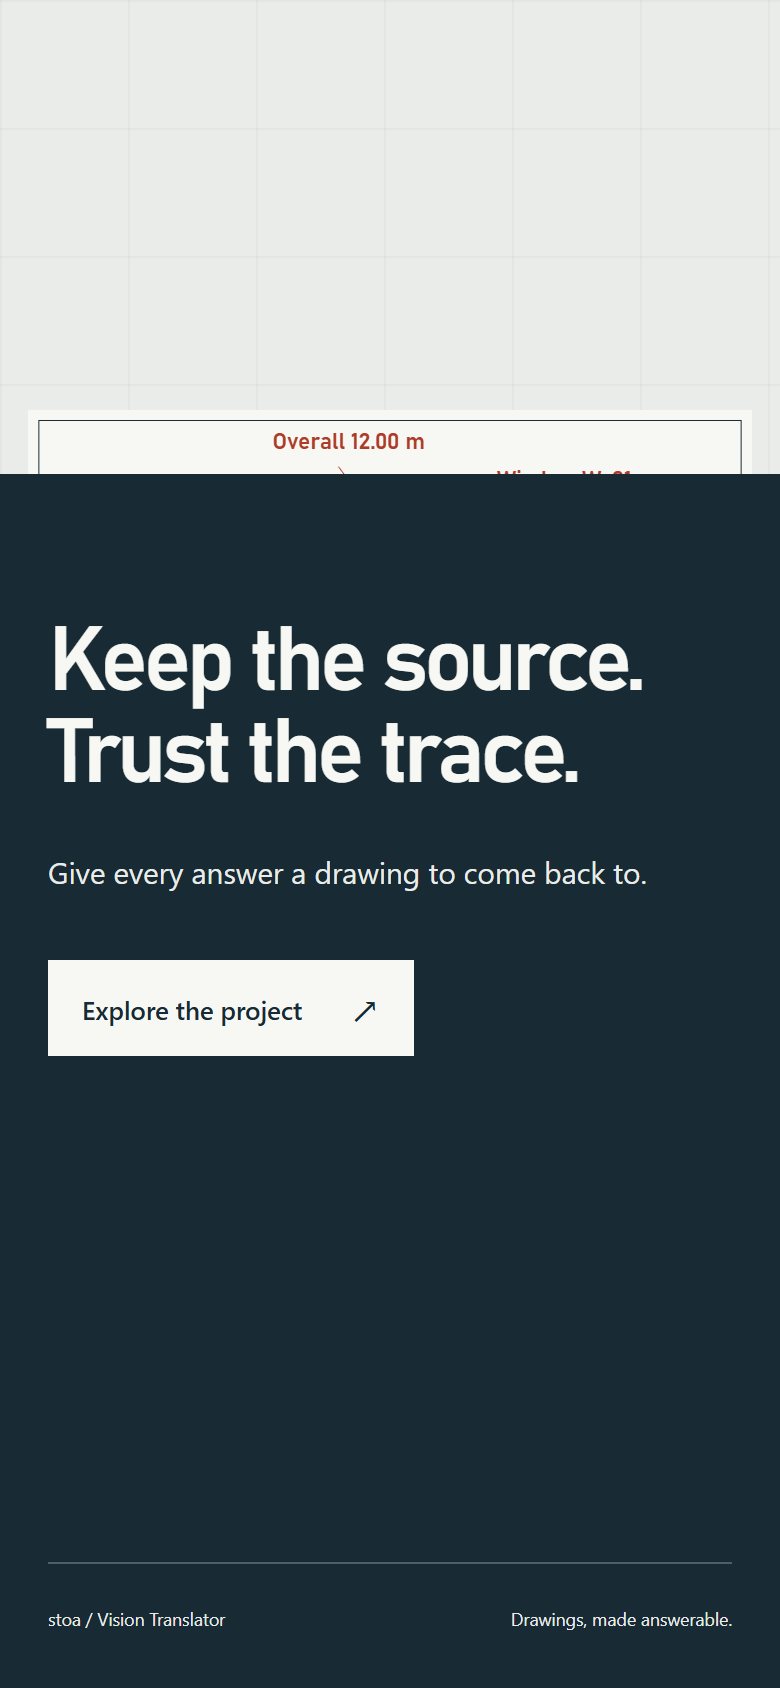 Overall 12.00 m
Keep the source.
Trust the trace.
Give every answer a drawing to come back to.
Explore the project ↗
stoa / Vision Translator
Drawings, made answerable.